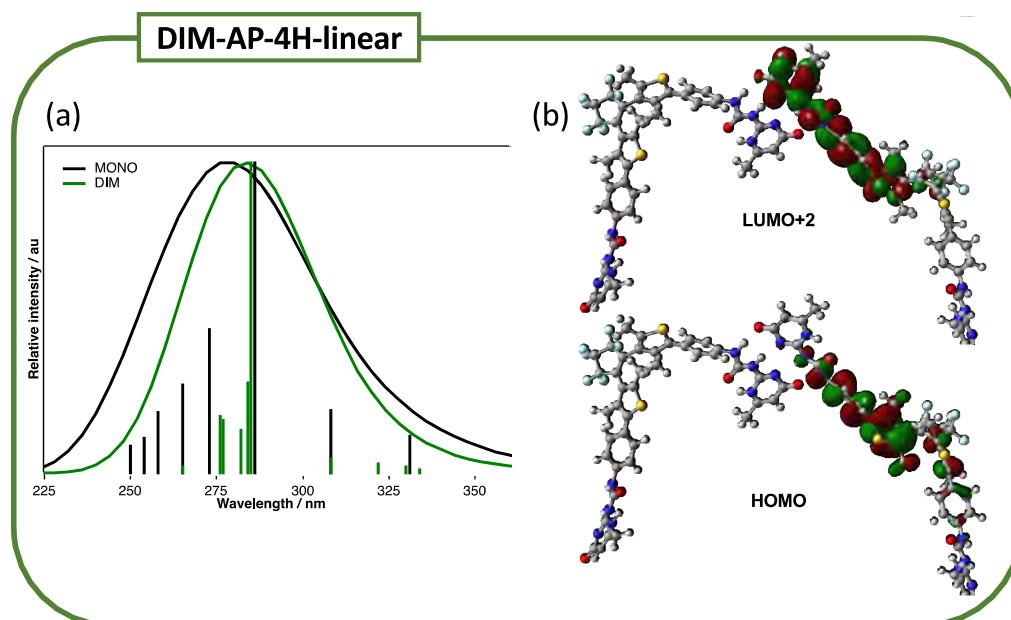 DIM-AP-4H-linear
(a)
(b)
MONO
DIM
Relative intensity / au
225
250
275
300
325
350
Wavelength / nm
LUMO+2
HOMO